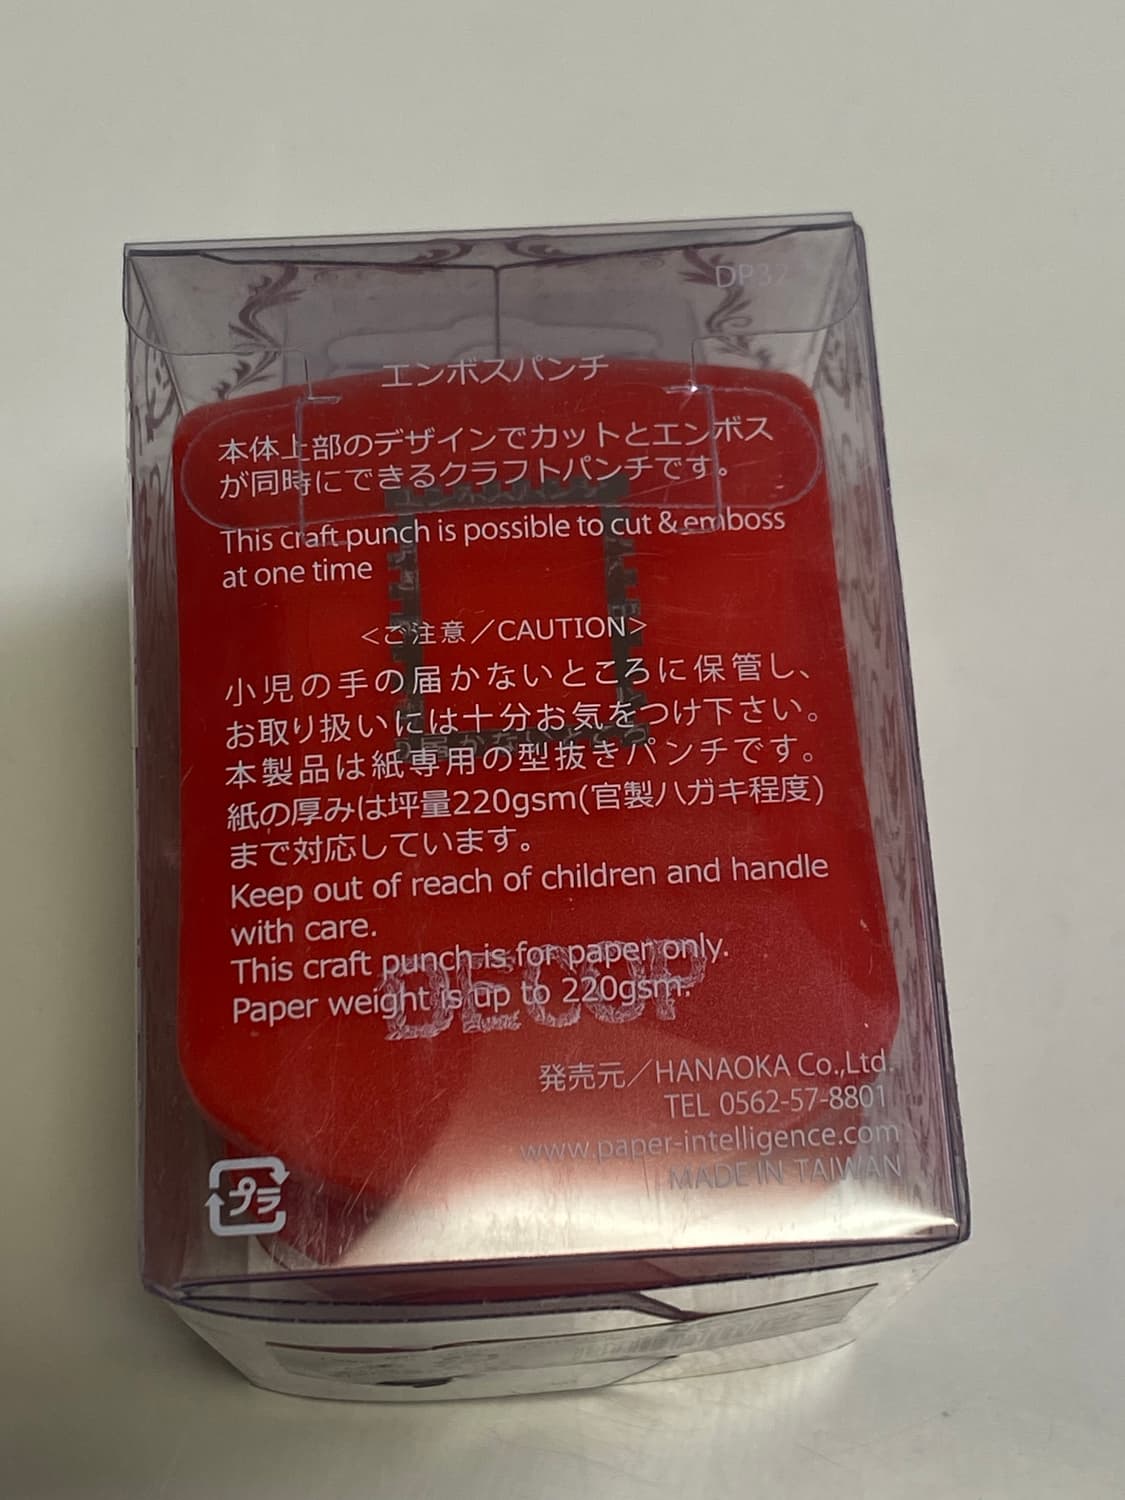 エンボスパンチ
本体上部のデザインでカットとエンボス
が同時にできるクラフトパンチです。
This craft punch is possible to cut & emboss
at one time
<ご注意／CAUTION>
小児の手の届かないところに保管し、
お取り扱いには十分お気をつけ下さい。
本製品は紙専用の型抜きパンチです。
紙の厚みは坪量220gsm(官製ハガキ程度)
まで対応しています。
Keep out of reach of children and handle
with care.
This craft punch is for paper only.
Paper weight is up to 220gsm.
DECOP
発売元／HANAOKA Co.,Ltd.
TEL 0562-57-8801
www.paper-intelligence.com
MADE IN TAIWAN
プラ